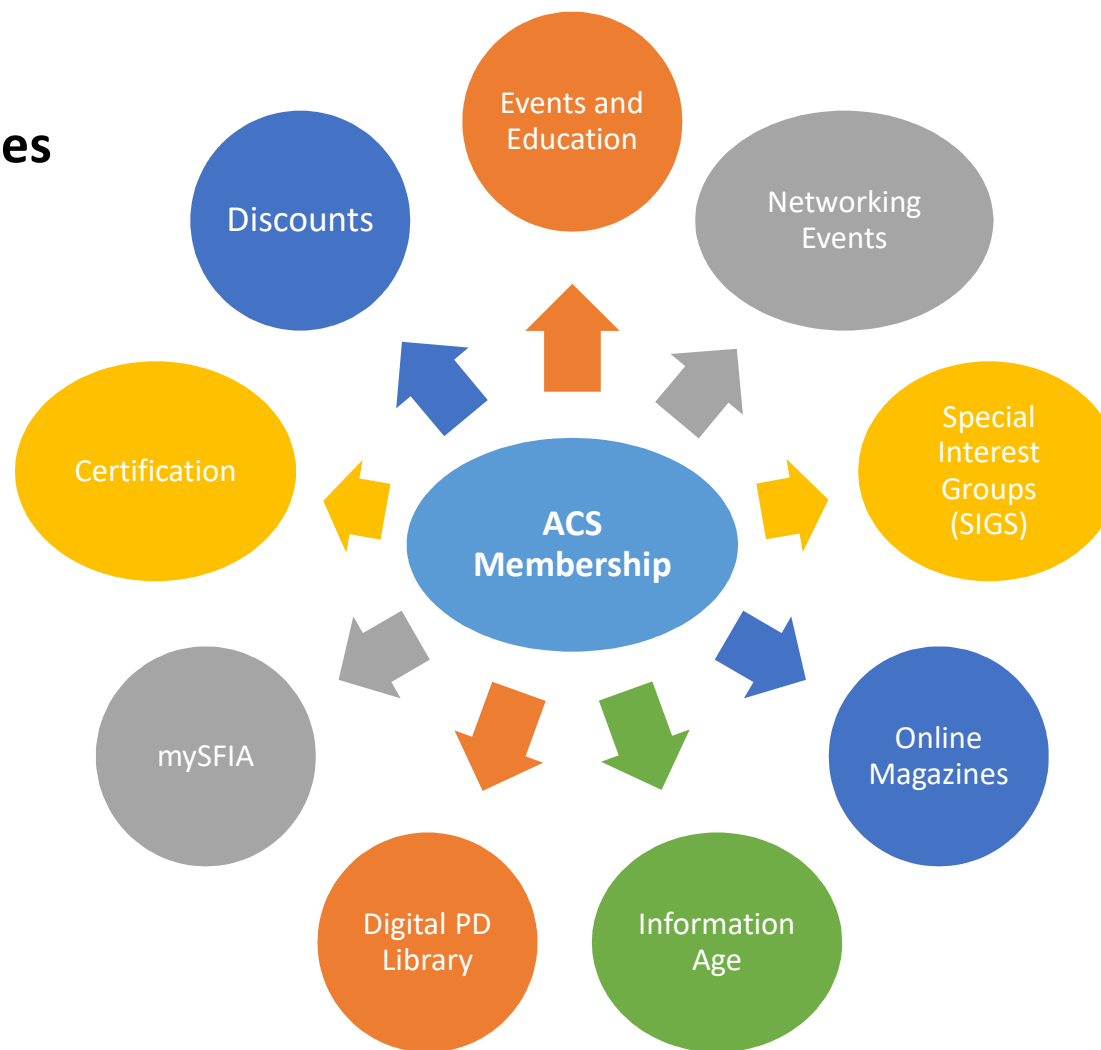 es
Events and
Education
Networking
Events
Special
Interest
Groups
(SIGS)
Online
Magazines
Information
Age
Digital PD
Library
mySFIA
Certification
Discounts
ACS
Membership